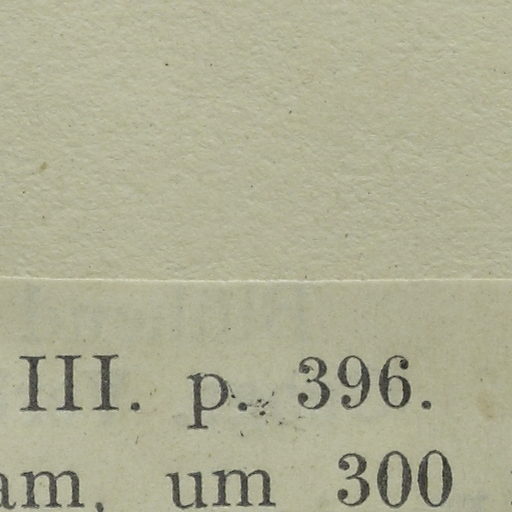 III. p. 396.
am, um 300